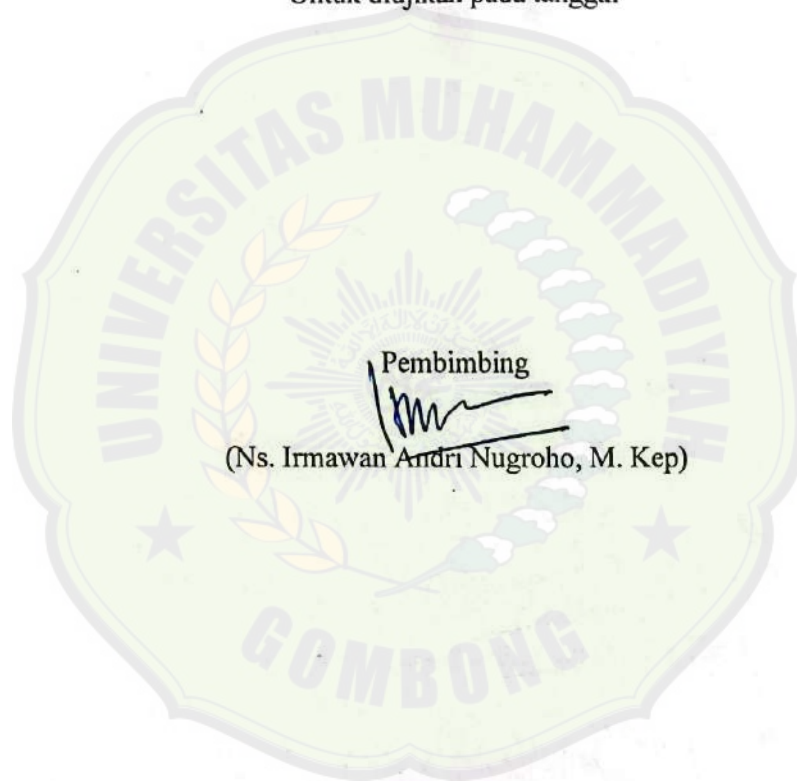 Untuk diujikan pada tanggal
UNIVERSITAS MUHAMMADIYAH
Pembimbing
(Ns. Irmawan Andri Nugroho, M. Kep)
GOMBONG